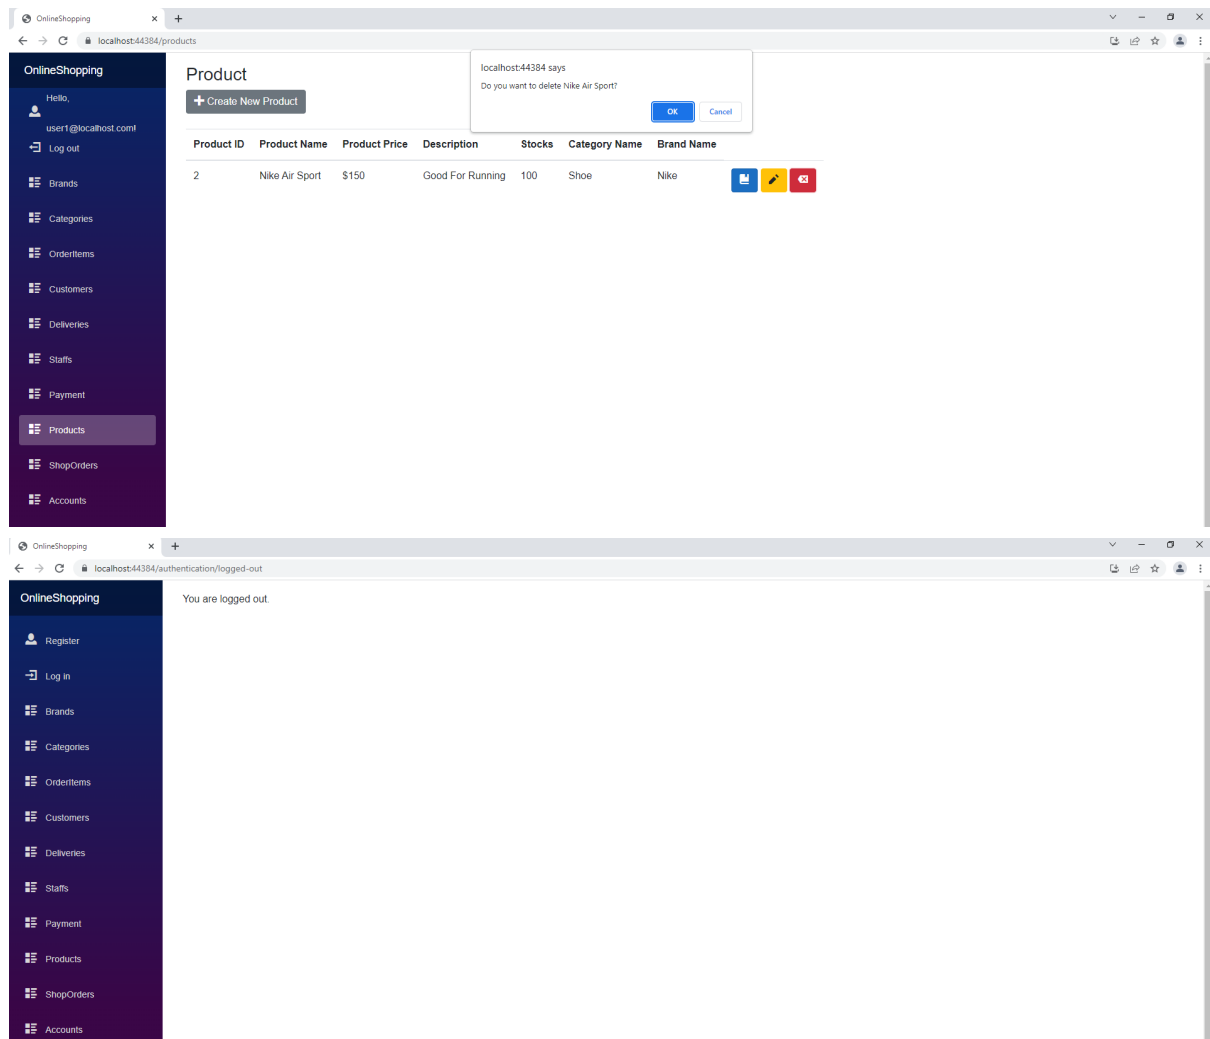 OnlineShopping
localhost:44384/products
OnlineShopping
Hello,
user1@localhost.com!
Log out
Brands
Categories
OrderItems
Customers
Deliveries
Staffs
Payment
Products
ShopOrders
Accounts
Product
Create New Product
localhost:44384 says
Do you want to delete Nike Air Sport?
OK Cancel
Product ID Product Name Product Price Description Stocks Category Name Brand Name
2 Nike Air Sport $150 Good For Running 100 Shoe Nike
OnlineShopping
localhost:44384/authentication/logged-out
OnlineShopping
Register
Log in
Brands
Categories
OrderItems
Customers
Deliveries
Staffs
Payment
Products
ShopOrders
Accounts
You are logged out.